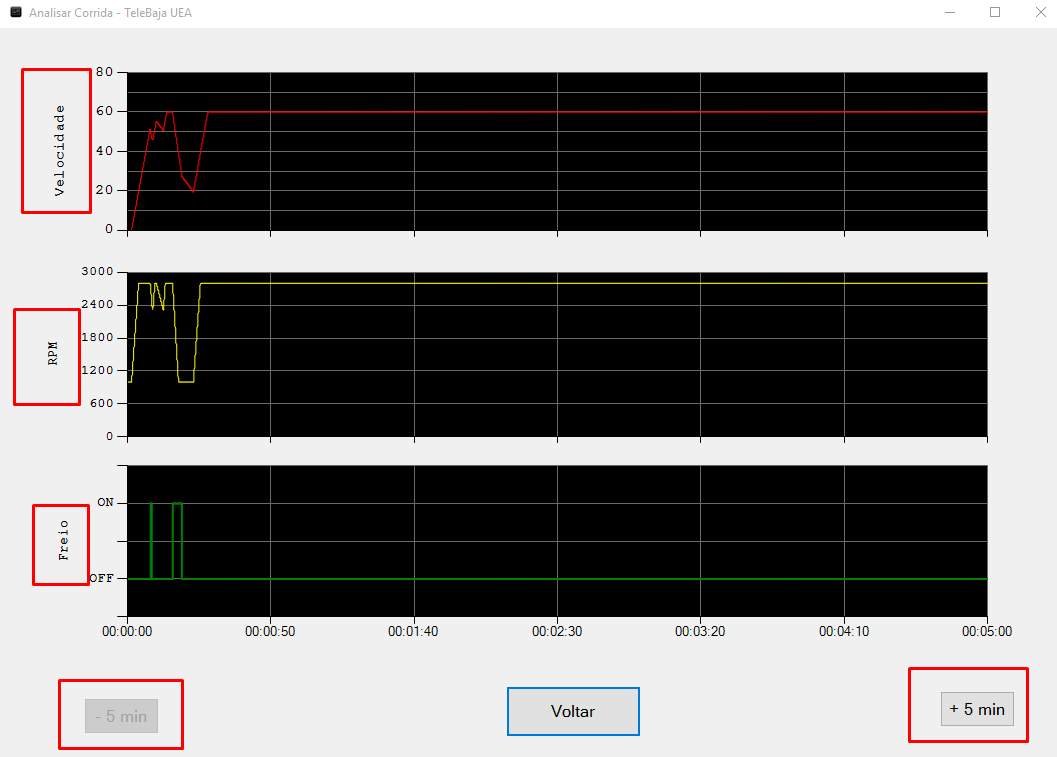 Analisar Corrida - TeleBaja UEA
Velocidade
80
60
40
20
0
RPM
3000
2400
1800
1200
600
0
Freio
ON
OFF
00:00:00 00:00:50 00:01:40 00:02:30 00:03:20 00:04:10 00:05:00
- 5 min Voltar + 5 min